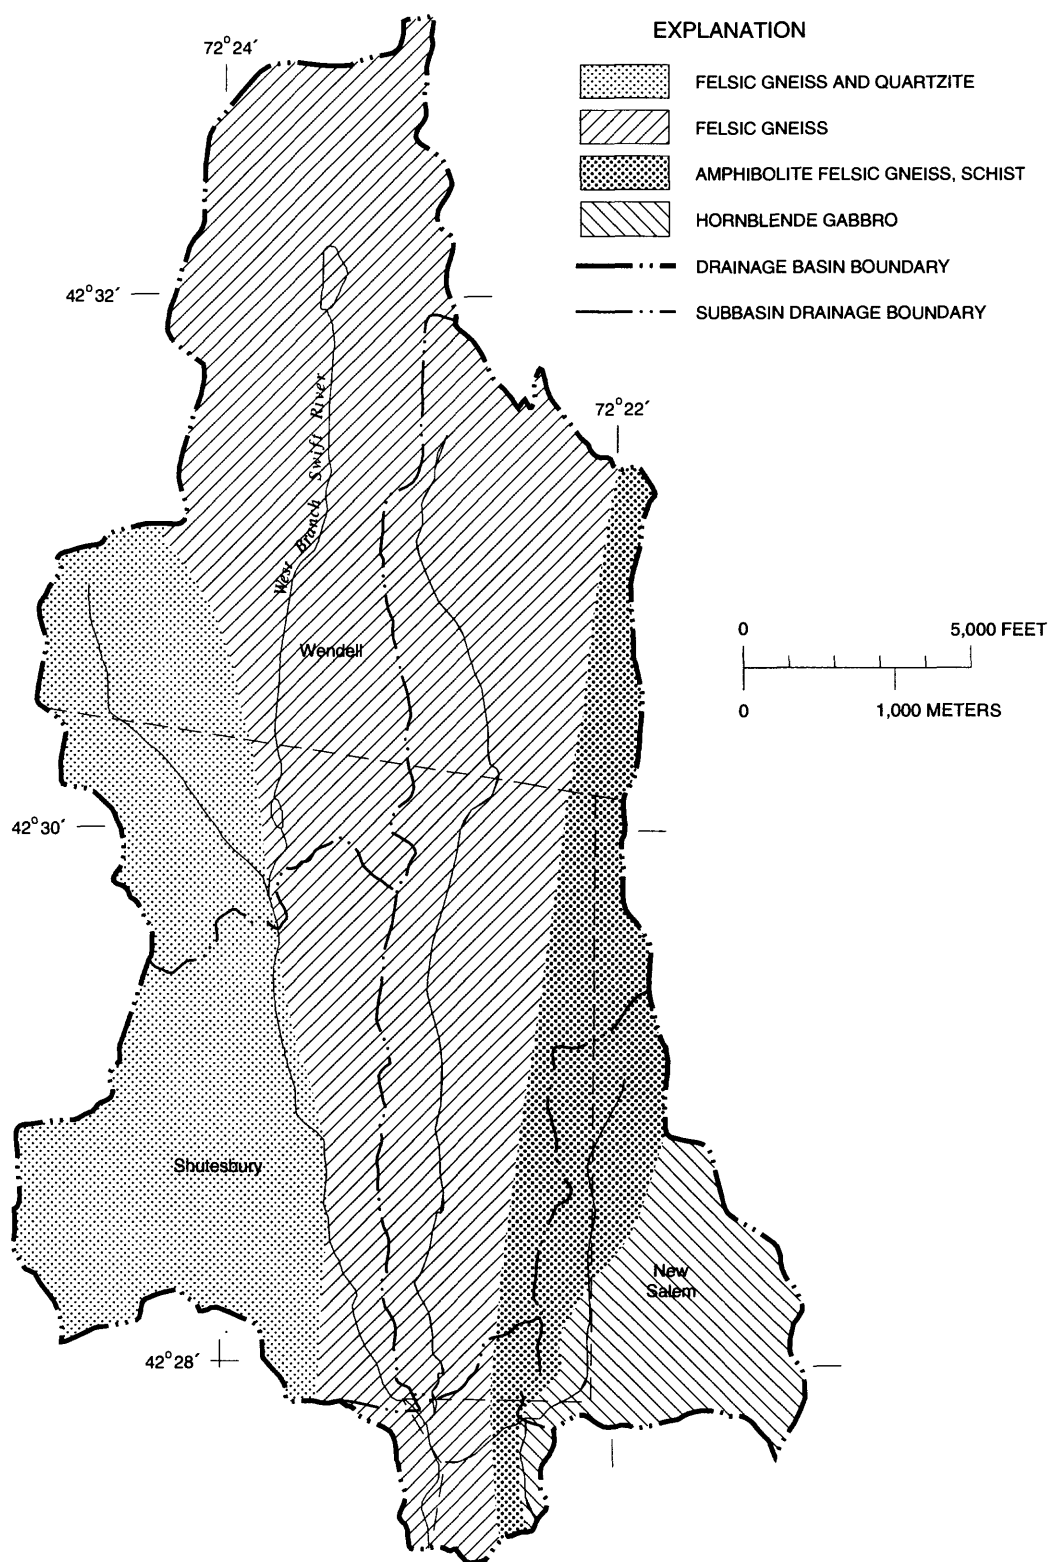 EXPLANATION
72°24′
FELSIC GNEISS AND QUARTZITE
FELSIC GNEISS
AMPHIBOLITE FELSIC GNEISS, SCHIST
HORNBLENDE GABBRO
DRAINAGE BASIN BOUNDARY
42°32′
SUBBASIN DRAINAGE BOUNDARY
72°22′
West Branch Swift River
0 5,000 FEET
Wendell
0 1,000 METERS
42°30′
Shutesbury
New
Salem
42°28′